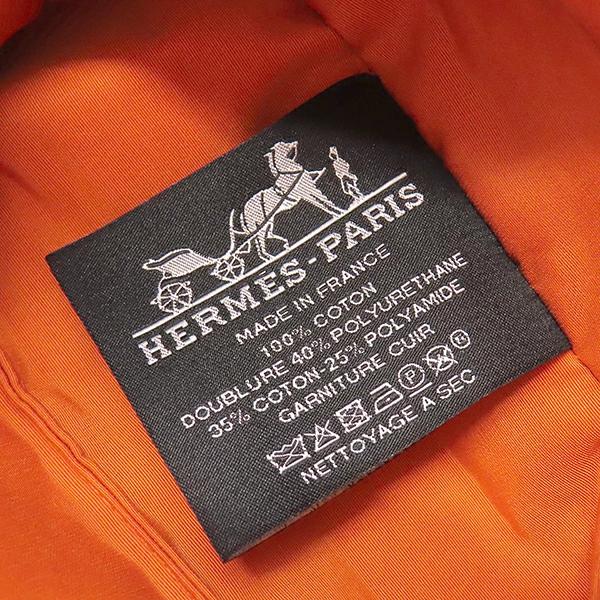 HERMES-PARIS
MADE IN FRANCE
100% COTON
DOUBLURE 40% POLYURETHANE
35% COTON-25% POLYAMIDE
GARNITURE CUIR
P
NETTOYAGE A SEC